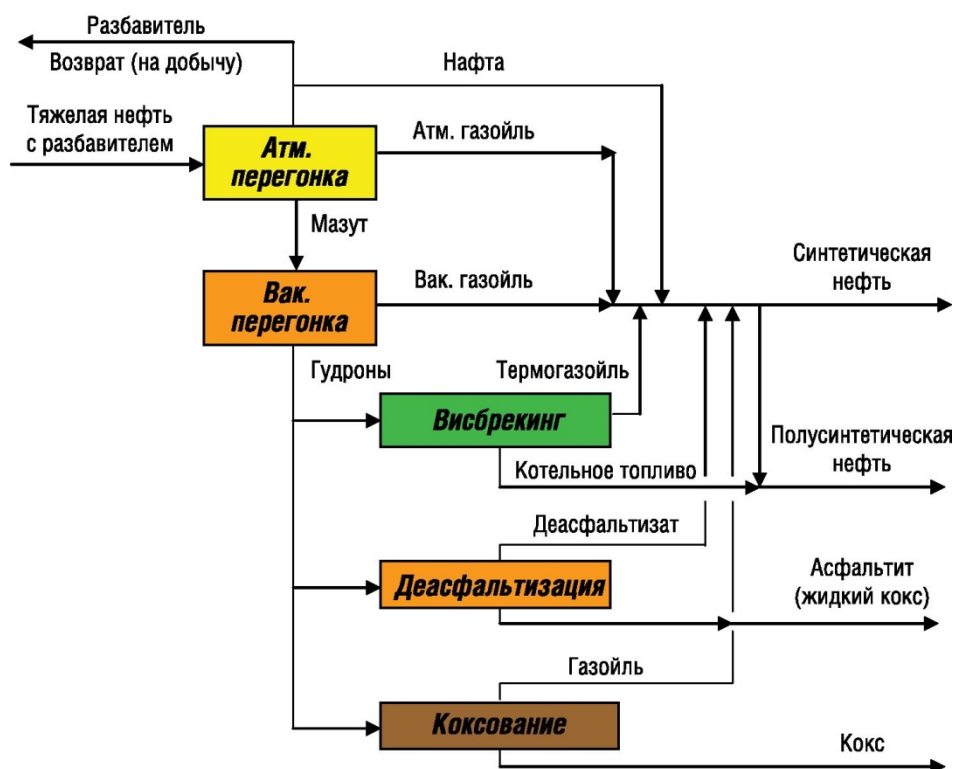 Разбавитель
Возврат (на добычу)
Нафта
Тяжелая нефть
с разбавителем
Атм.
перегонка
Атм. газойль
Мазут
Вак.
перегонка
Вак. газойль
Синтетическая
нефть
Гудроны
Термогазойль
Висбрекинг
Полусинтетическая
нефть
Котельное топливо
Деасфальтизат
Деасфальтизация
Асфальтит
(жидкий кокс)
Газойль
Коксование
Кокс